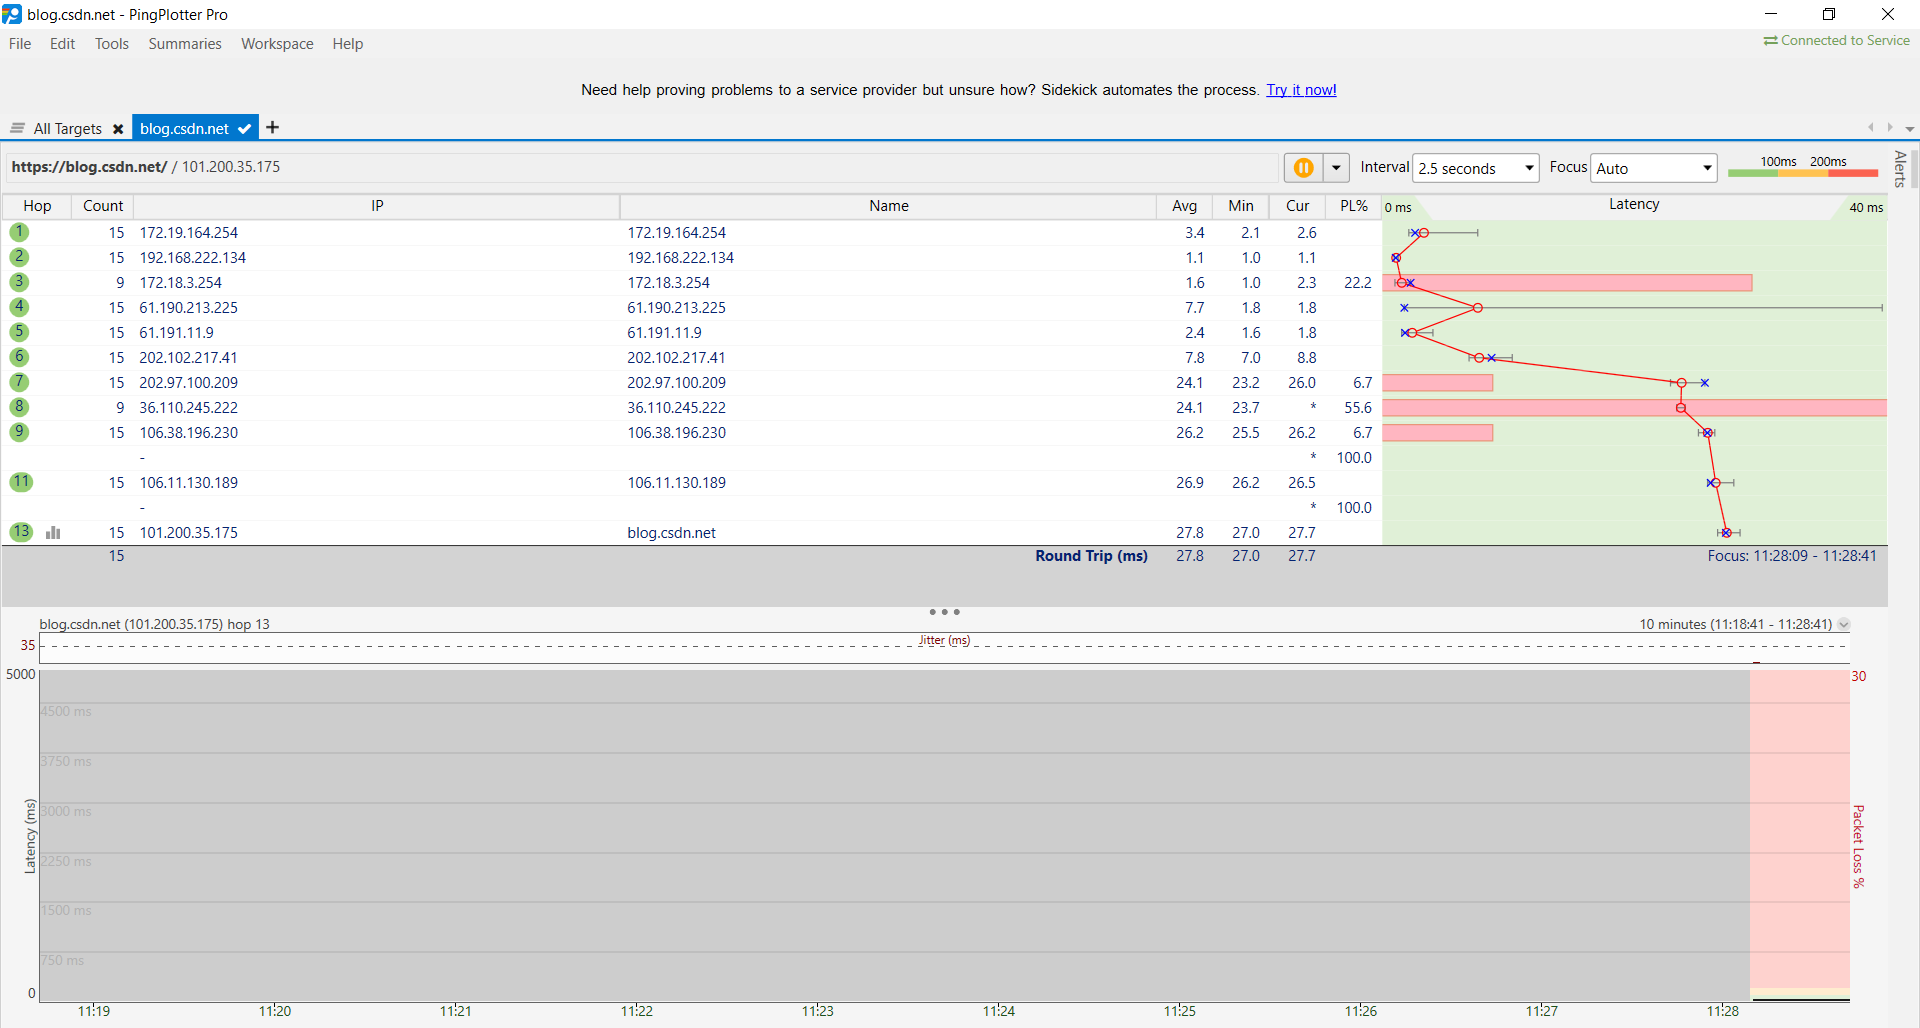 blog.csdn.net - PingPlotter Pro
File Edit Tools Summaries Workspace Help
Connected to Service
Need help proving problems to a service provider but unsure how? Sidekick automates the process. Try it now!
All Targets blog.csdn.net
https://blog.csdn.net/ / 101.200.35.175
Interval 2.5 seconds Focus Auto 100ms 200ms
Alerts
Hop Count IP Name Avg Min Cur PL% 0 ms Latency 40 ms
1 15 172.19.164.254 172.19.164.254 3.4 2.1 2.6
2 15 192.168.222.134 192.168.222.134 1.1 1.0 1.1
3 9 172.18.3.254 172.18.3.254 1.6 1.0 2.3 22.2
4 15 61.190.213.225 61.190.213.225 7.7 1.8 1.8
5 15 61.191.11.9 61.191.11.9 2.4 1.6 1.8
6 15 202.102.217.41 202.102.217.41 7.8 7.0 8.8
7 15 202.97.100.209 202.97.100.209 24.1 23.2 26.0 6.7
8 9 36.110.245.222 36.110.245.222 24.1 23.7 * 55.6
9 15 106.38.196.230 106.38.196.230 26.2 25.5 26.2 6.7
- * 100.0
11 15 106.11.130.189 106.11.130.189 26.9 26.2 26.5
- * 100.0
13 15 101.200.35.175 blog.csdn.net 27.8 27.0 27.7
15 Round Trip (ms) 27.8 27.0 27.7 Focus: 11:28:09 - 11:28:41
blog.csdn.net (101.200.35.175) hop 13 10 minutes (11:18:41 - 11:28:41)
35 Jitter (ms)
5000 30
4500 ms
3750 ms
3000 ms
2250 ms
1500 ms
750 ms
0
Latency (ms)
Packet Loss %
11:19 11:20 11:21 11:22 11:23 11:24 11:25 11:26 11:27 11:28